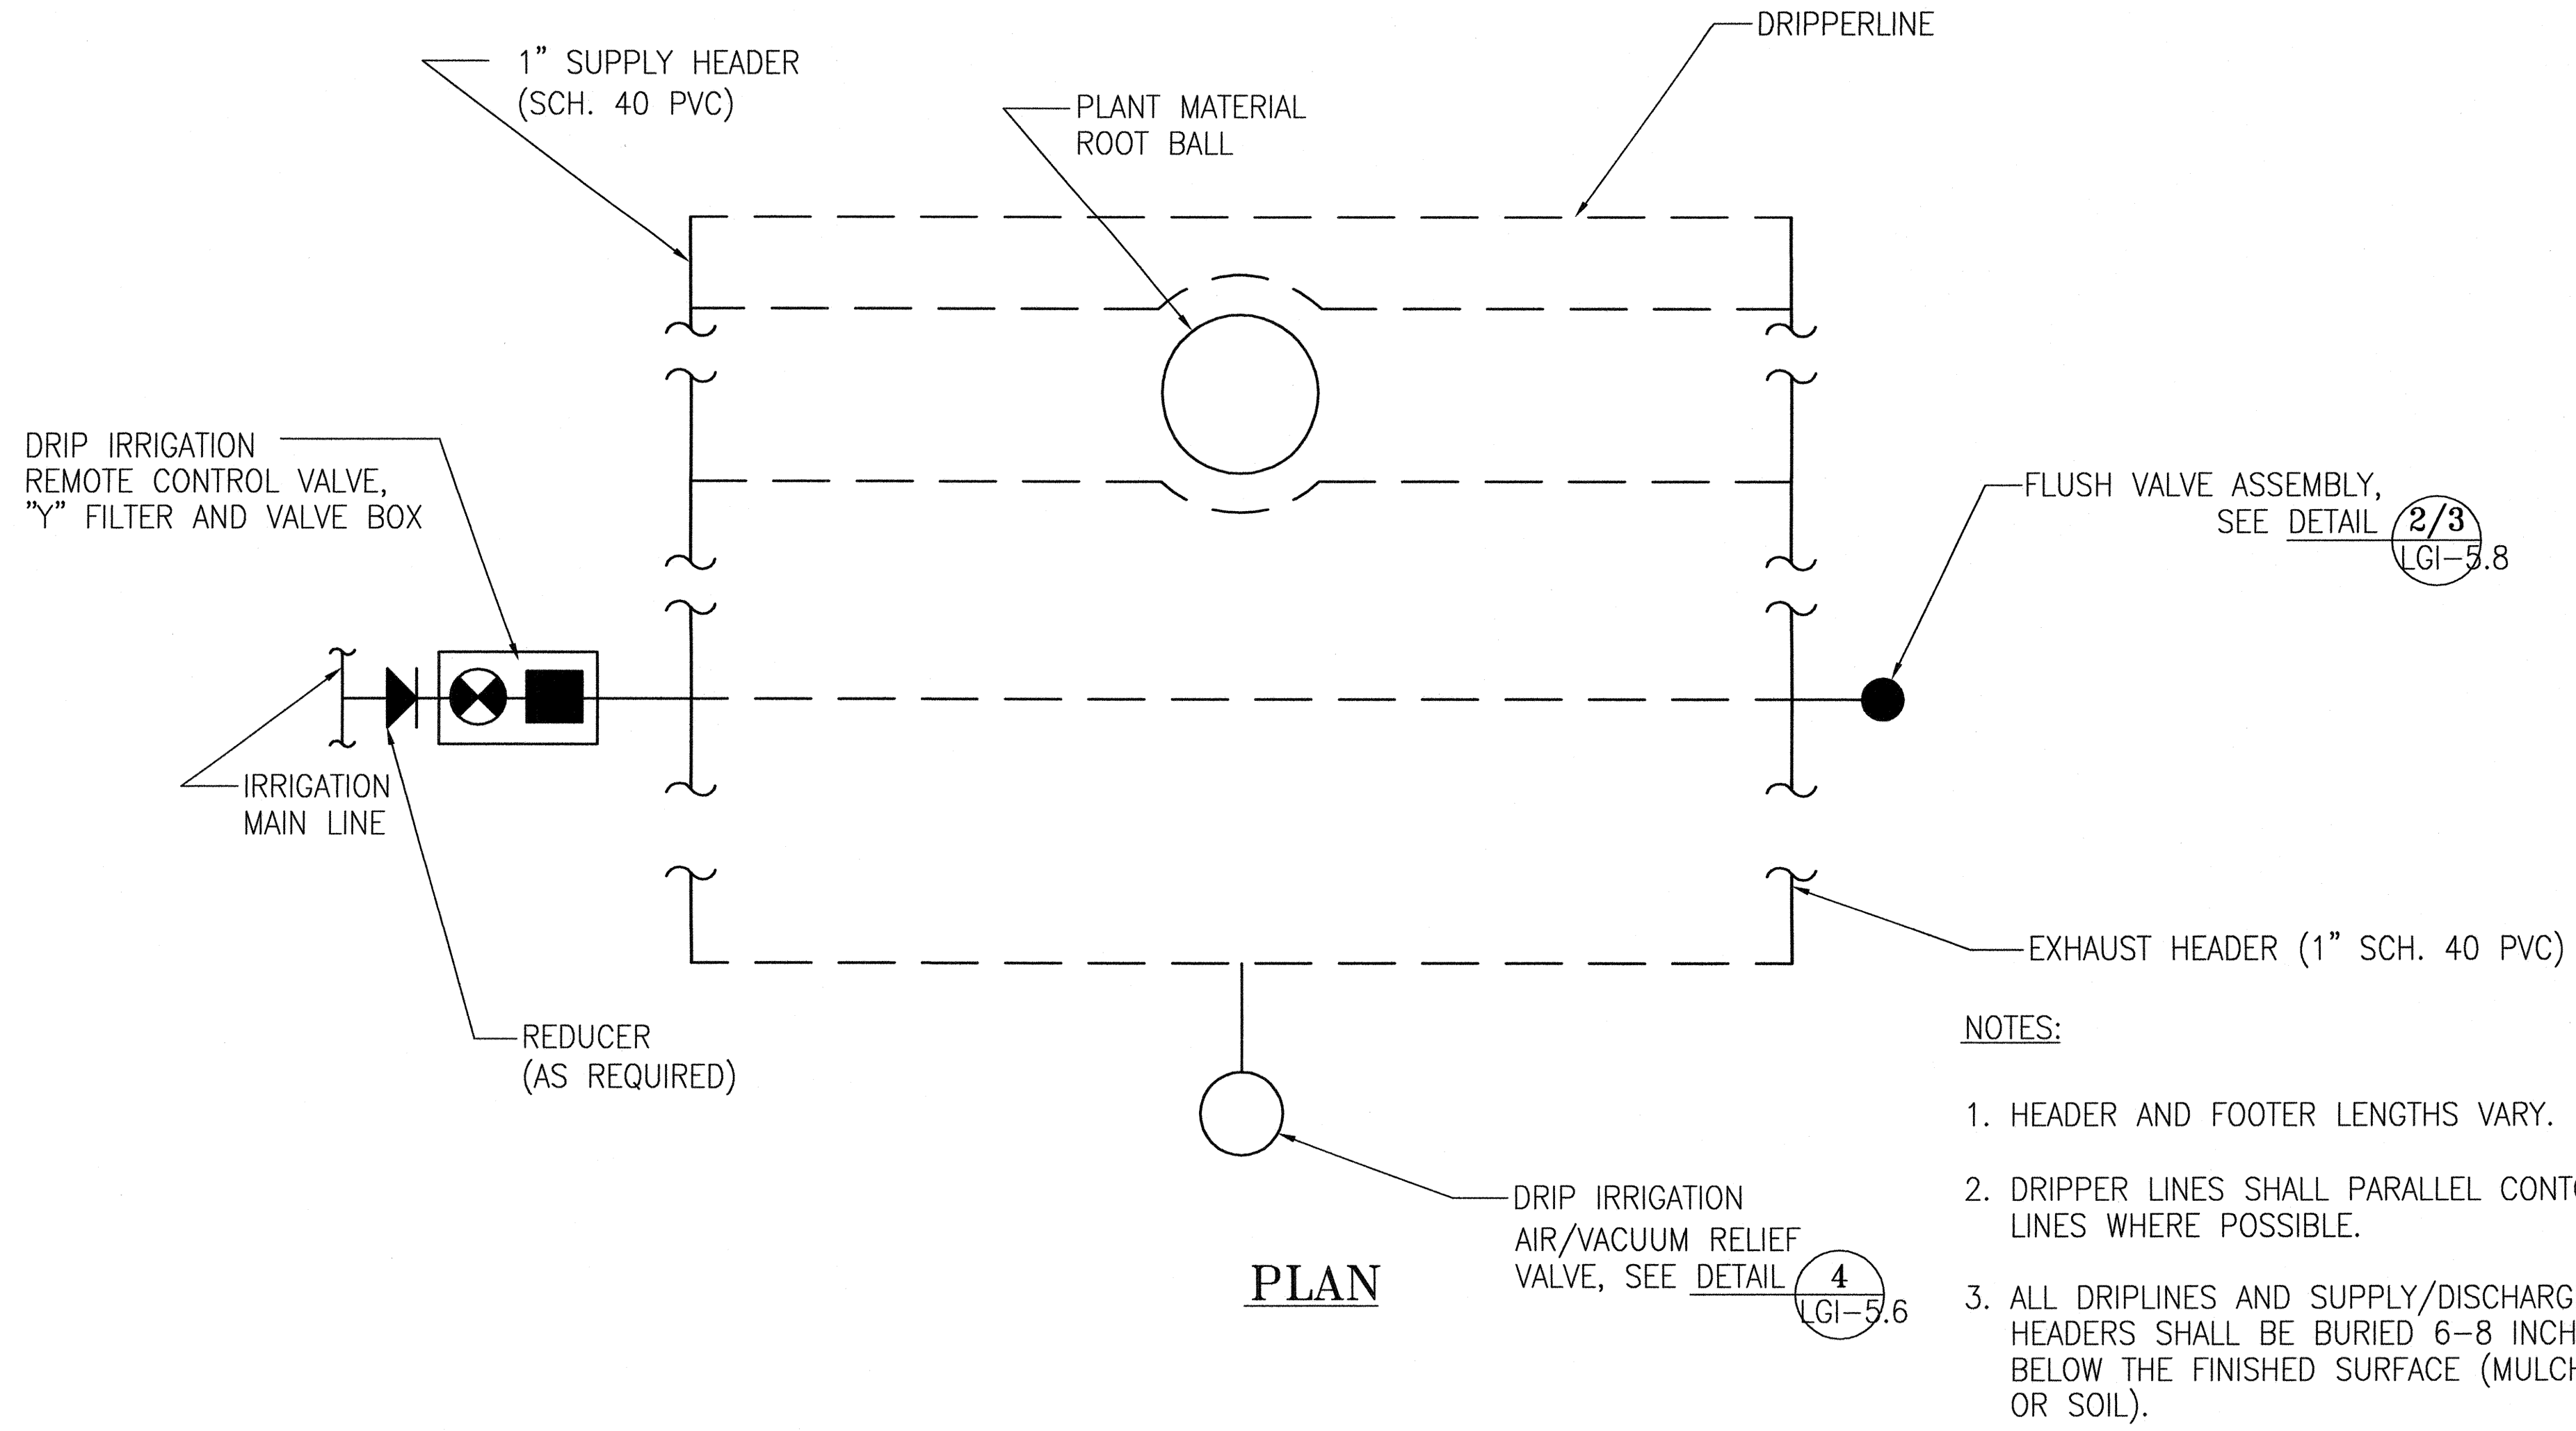 DRIPPERLINE
1” SUPPLY HEADER
(SCH. 40 PVC)
PLANT MATERIAL
ROOT BALL
DRIP IRRIGATION
REMOTE CONTROL VALVE,
”Y” FILTER AND VALVE BOX
FLUSH VALVE ASSEMBLY,
SEE DETAIL 2/3
LGI-5.8
IRRIGATION
MAIN LINE
EXHAUST HEADER (1” SCH. 40 PVC)
REDUCER
(AS REQUIRED)
DRIP IRRIGATION
AIR/VACUUM RELIEF
VALVE, SEE DETAIL 4
LGI-5.6
PLAN
NOTES:
1. HEADER AND FOOTER LENGTHS VARY.
2. DRIPPER LINES SHALL PARALLEL
LINES WHERE POSSIBLE.
3. ALL DRIPLINES AND SUPPLY/DISCHARG
HEADERS SHALL BE BURIED 6-8 INCH
BELOW THE FINISHED SURFACE (MULCH
OR SOIL).